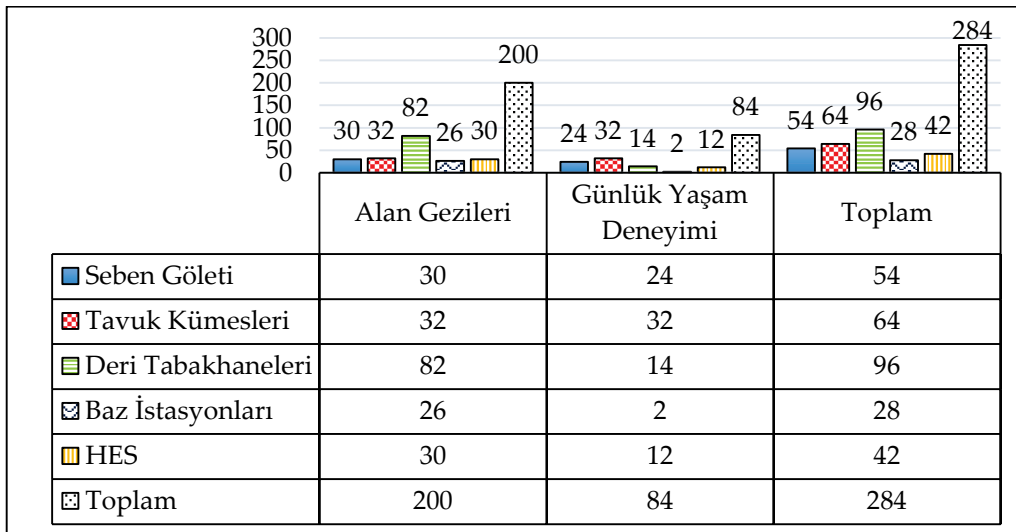 300
250
200
150
100
50
0
30 32 82 26 30 200
24 32 14 2 12 84
54 64 96 28 42 284
Alan Gezileri
Günlük Yaşam
Deneyimi
Toplam
Seben Göleti 30 24 54
Tavuk Kümesleri 32 32 64
Deri Tabakhaneleri 82 14 96
Baz İstasyonları 26 2 28
HES 30 12 42
Toplam 200 84 284